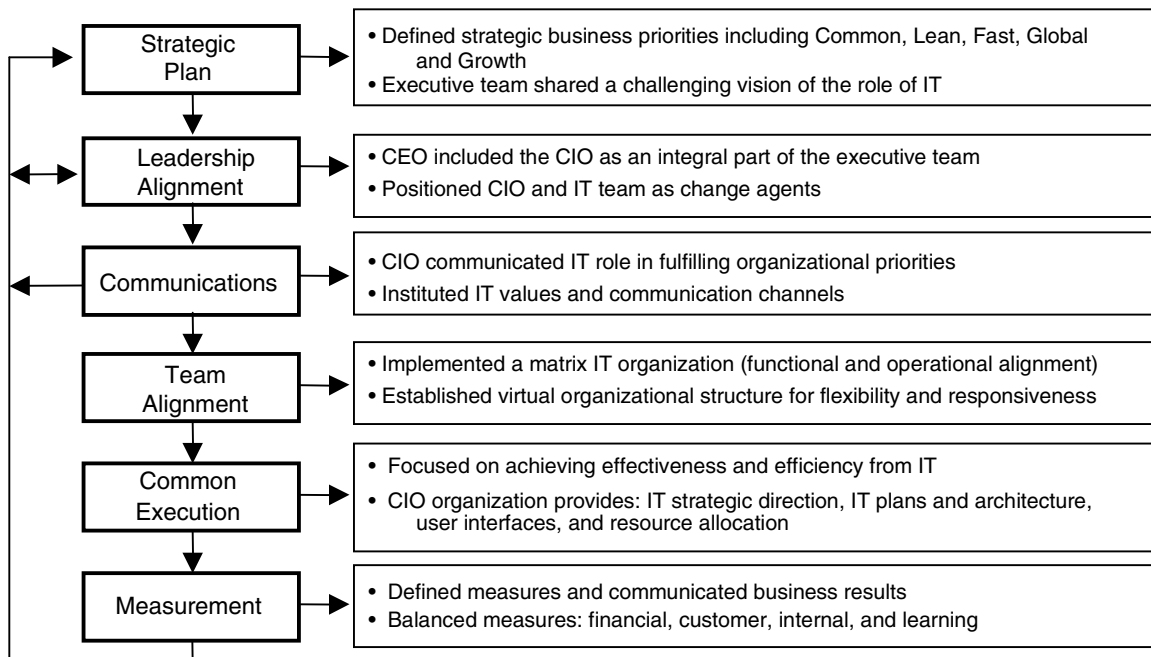 Strategic
Plan
• Defined strategic business priorities including Common, Lean, Fast, Global
and Growth
• Executive team shared a challenging vision of the role of IT
Leadership
Alignment
• CEO included the CIO as an integral part of the executive team
• Positioned CIO and IT team as change agents
Communications
• CIO communicated IT role in fulfilling organizational priorities
• Instituted IT values and communication channels
Team
Alignment
• Implemented a matrix IT organization (functional and operational alignment)
• Established virtual organizational structure for flexibility and responsiveness
Common
Execution
• Focused on achieving effectiveness and efficiency from IT
• CIO organization provides: IT strategic direction, IT plans and architecture,
user interfaces, and resource allocation
Measurement
• Defined measures and communicated business results
• Balanced measures: financial, customer, internal, and learning